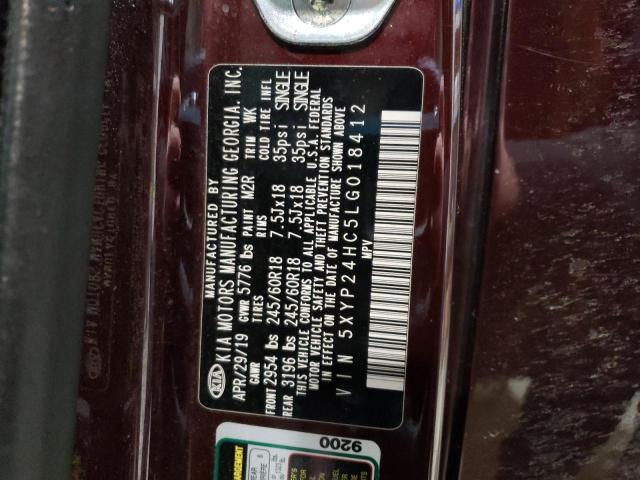 MANUFACTURED BY
KIA KIA MOTORS MANUFACTURING GEORGIA. INC.
APR/29/19 GVWR 5776 lbs PAINT M2R TRIM WK
GAWR TIRES RIMS COLD TIRE INFL
FRONT 2954 lbs 245/60R18 7.5Jx18 35psi SINGLE
REAR 3196 lbs 245/60R18 7.5Jx18 35psi SINGLE
THIS VEHICLE CONFORMS TO ALL APPLICABLE U.S.A. FEDERAL
MOTOR VEHICLE SAFETY AND THEFT PREVENTION STANDARDS
IN EFFECT ON THE DATE OF MANUFACTURE SHOWN ABOVE
VIN 5XYP24HC5LG018412
MPV
9200